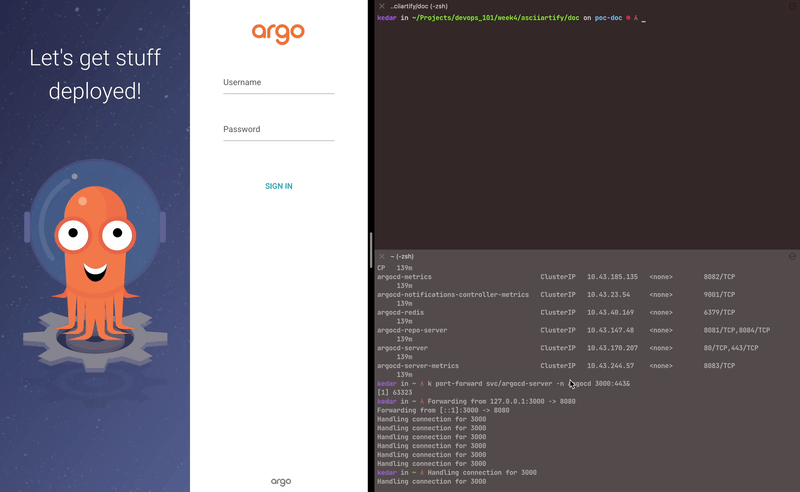 Let's get stuff
deployed!
argo
Username
Password
SIGN IN
argo
..ciiartify/doc (-zsh)
kedar in ~/Projects/devops_101/week4/asciiartify/doc on poc-doc
~ (-zsh)
CP 139m
argocd-metrics ClusterIP 10.43.185.135 <none> 8082/TCP
139m
argocd-notifications-controller-metrics ClusterIP 10.43.23.54 <none> 9001/TCP
139m
argocd-redis ClusterIP 10.43.40.169 <none> 6379/TCP
139m
argocd-repo-server ClusterIP 10.43.147.48 <none> 8081/TCP,8084/TCP
139m
argocd-server ClusterIP 10.43.170.207 <none> 80/TCP,443/TCP
139m
argocd-server-metrics ClusterIP 10.43.244.57 <none> 8083/TCP
139m
kedar in ~ k port-forward svc/argocd-server -n argocd 3000:443&
[1] 63323
kedar in ~ Forwarding from 127.0.0.1:3000 -> 8080
Forwarding from [::1]:3000 -> 8080
Handling connection for 3000
Handling connection for 3000
Handling connection for 3000
Handling connection for 3000
Handling connection for 3000
Handling connection for 3000
kedar in ~ Handling connection for 3000
Handling connection for 3000